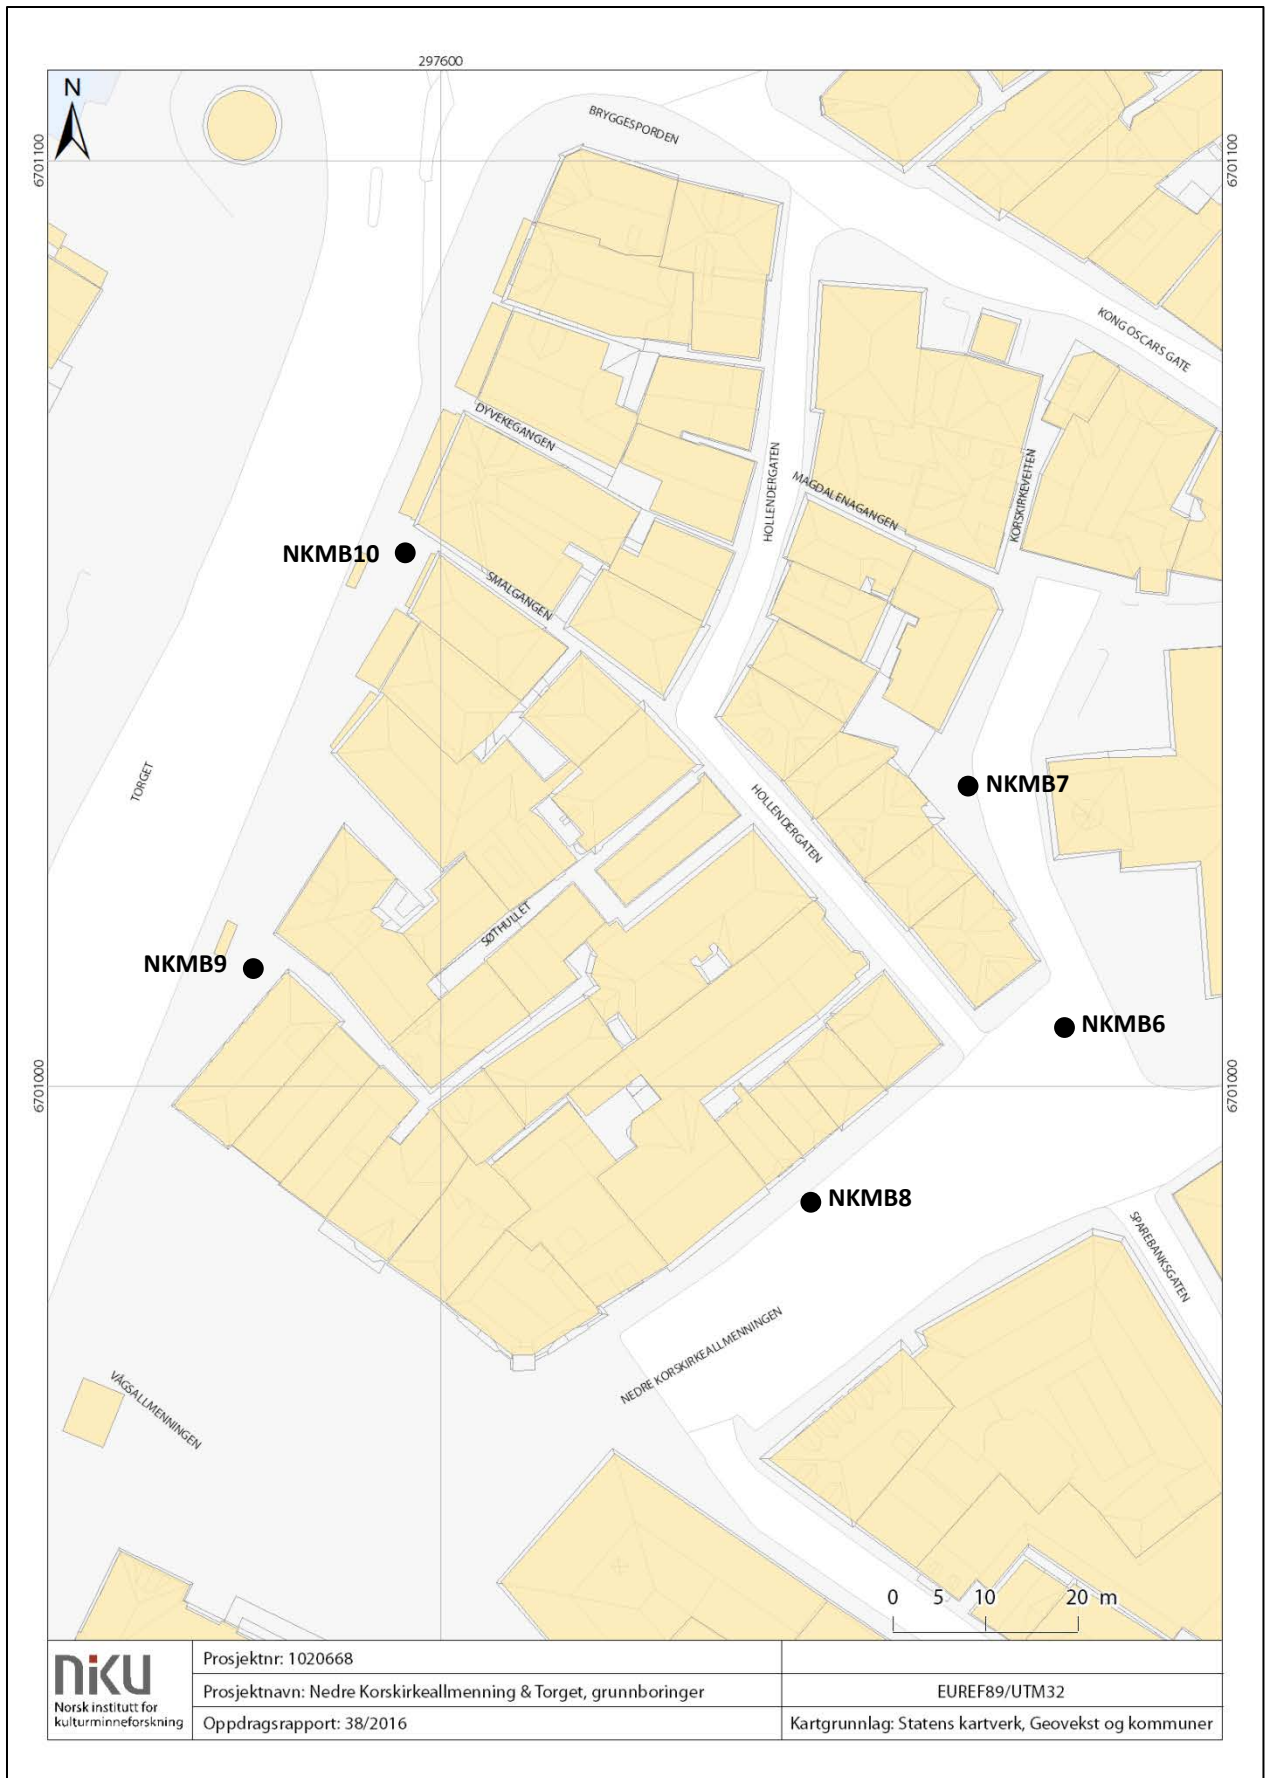 297600
N
BRYGGESPORDEN
6701100
6701100
KONG OSCARS GATE
DYVEKEGANGEN
HOLLENDERGATEN
MAGDALENAGANGEN
KORSKIRKEVEITEN
NKMB10
SMALGANGEN
TORGET
NKMB7
HOLLENDERGATEN
SØTHULLET
NKMB9
NKMB6
6701000
6701000
NKMB8
SPAREBANKSGATEN
NEDRE KORSKIRKEALLMENNINGEN
VÅGSALLMENNINGEN
0 5 10 20 m
niku
Norsk institutt for
kulturminneforskning
Prosjektnr: 1020668
Prosjektnavn: Nedre Korskirkeallmenning & Torget, grunnboringer
EUREF89/UTM32
Oppdragsrapport: 38/2016
Kartgrunnlag: Statens kartverk, Geovekst og kommuner